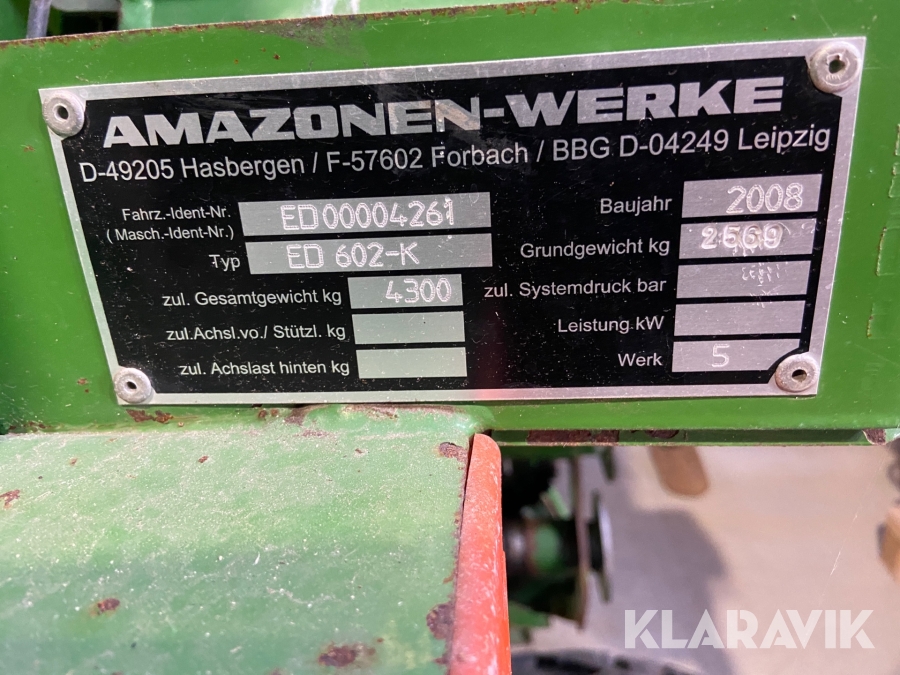 AMAZONEN-WERKE
D-49205 Hasbergen / F-57602 Forbach / BBG D-04249 Leipzig
Fahrz.-Ident-Nr. ED00004261
( Masch.-Ident-Nr.)
Typ ED 602-K
zul. Gesamtgewicht kg 4300
zul.Achsl.vo./ Stützl. kg
zul. Achslast hinten kg
Baujahr 2008
Grundgewicht kg 2569
zul. Systemdruck bar
Leistung kW
Werk 5
KLARAVIK